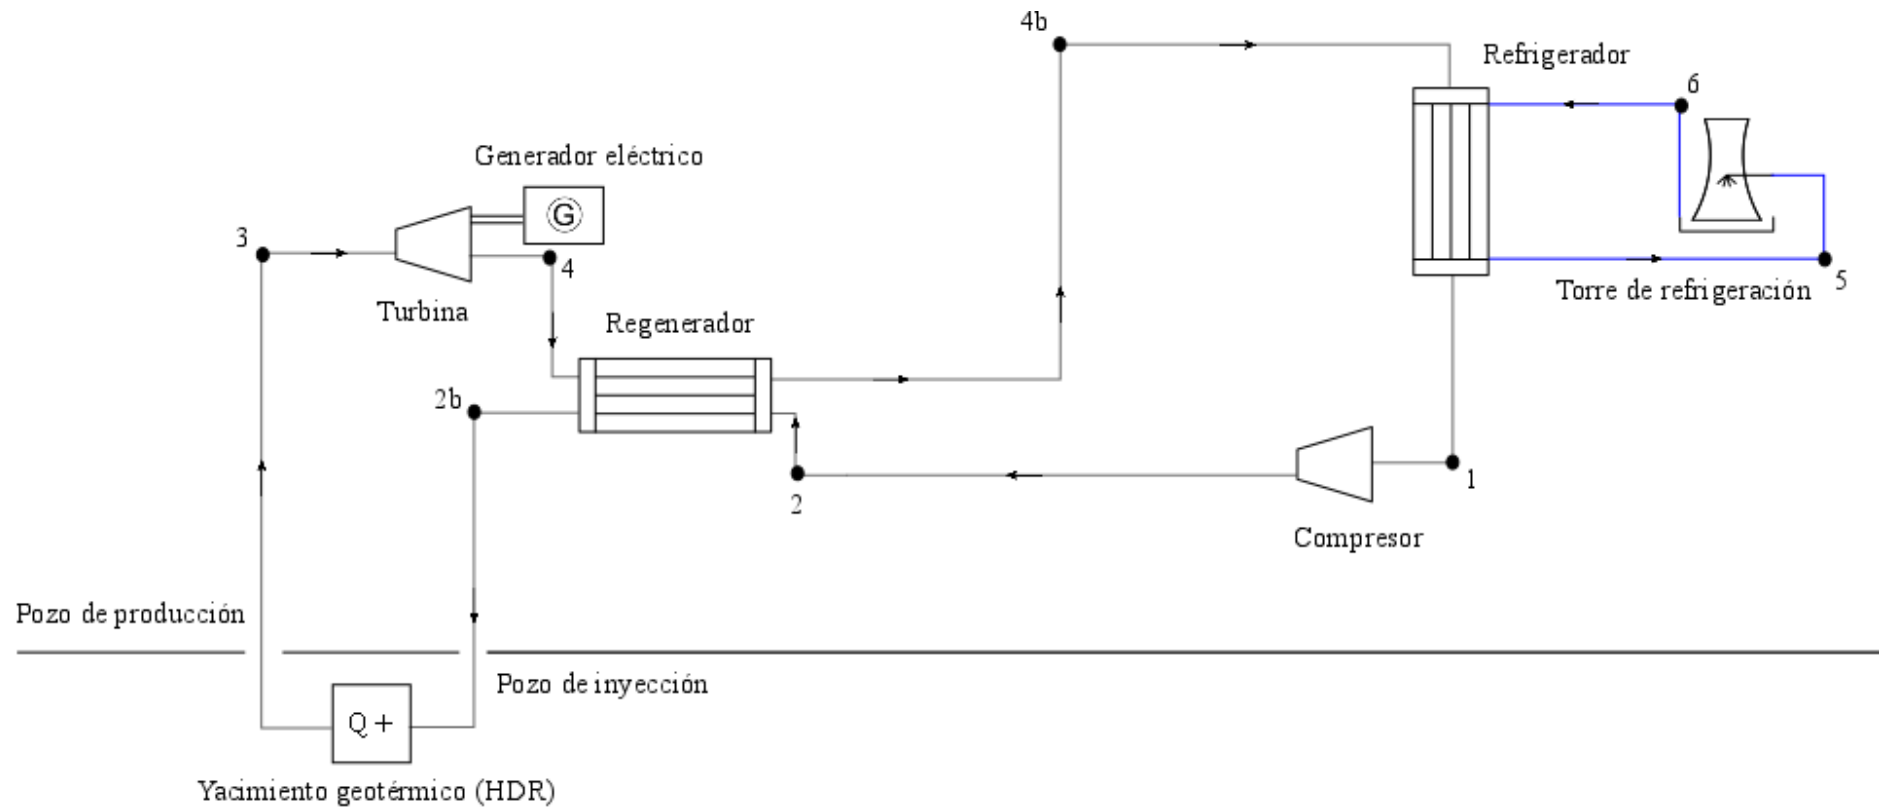 4b
Refrigerador
6
Generador eléctrico
G
3
4
Turbina
5
Torre de refrigeración
Regenerador
2b
1
2
Compresor
Pozo de producción
Pozo de inyección
Q +
Yacimiento geotérmico (HDR)